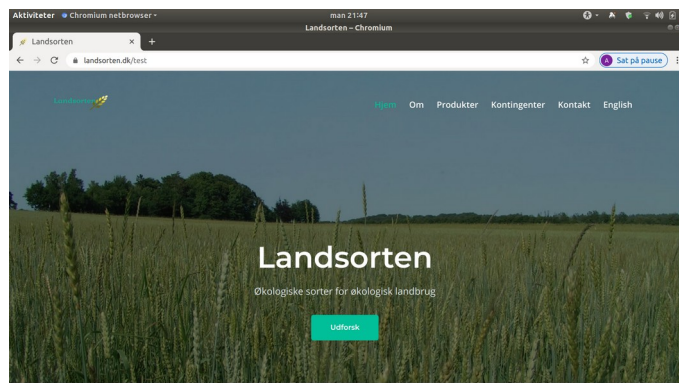 Aktiviteter Chromium netbrowser man 21:47
Landsorten – Chromium
Landsorten
landsorten.dk/test A Sat på pause
Landsorten Hjem Om Produkter Kontingenter Kontakt English
Landsorten
Økologiske sorter for økologisk landbrug
Udforsk